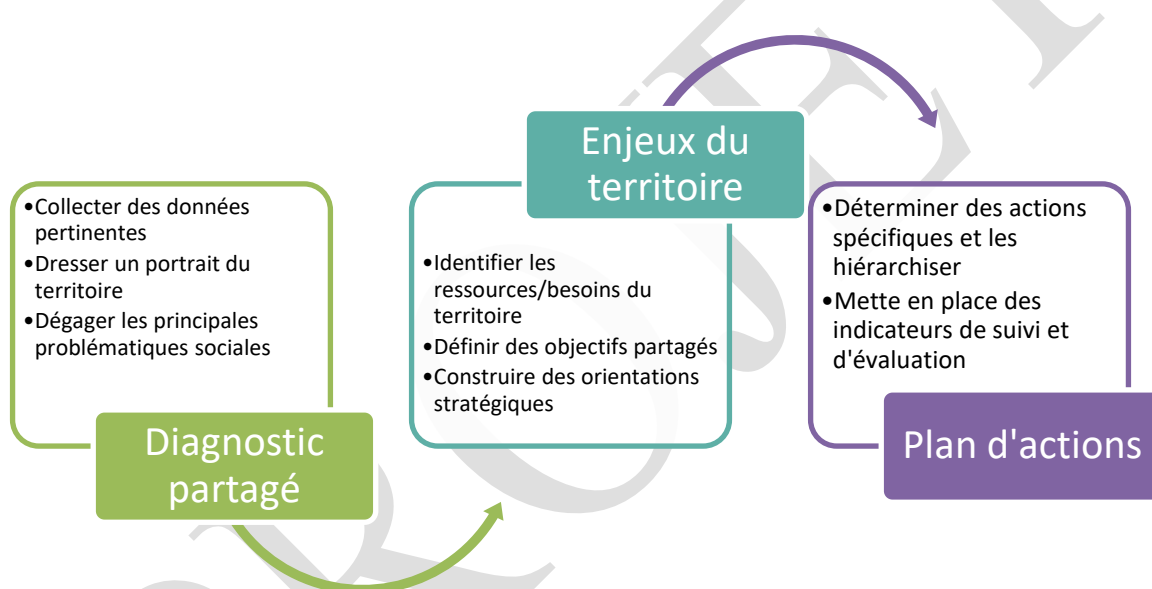 •Collecter des données
pertinentes
•Dresser un portrait du
territoire
•Dégager les principales
problématiques sociales
Diagnostic
partagé
Enjeux du
territoire
•Identifier les
ressources/besoins du
territoire
•Définir des objectifs partagés
•Construire des orientations
stratégiques
•Déterminer des actions
spécifiques et les
hiérarchiser
•Mette en place des
indicateurs de suivi et
d'évaluation
Plan d'actions